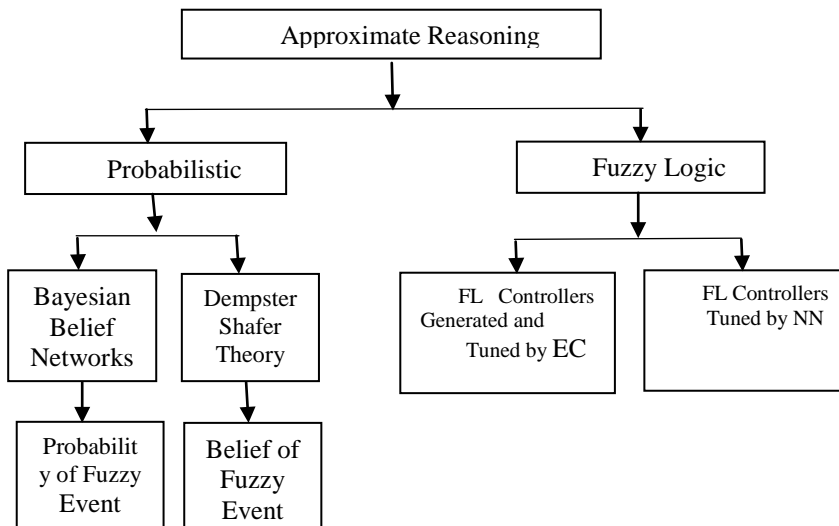 Approximate Reasoning
Probabilistic
Fuzzy Logic
Bayesian
Belief
Networks
Dempster
Shafer
Theory
FL Controllers
Generated and
Tuned by EC
FL Controllers
Tuned by NN
Probabilit
y of Fuzzy
Event
Belief of
Fuzzy
Event